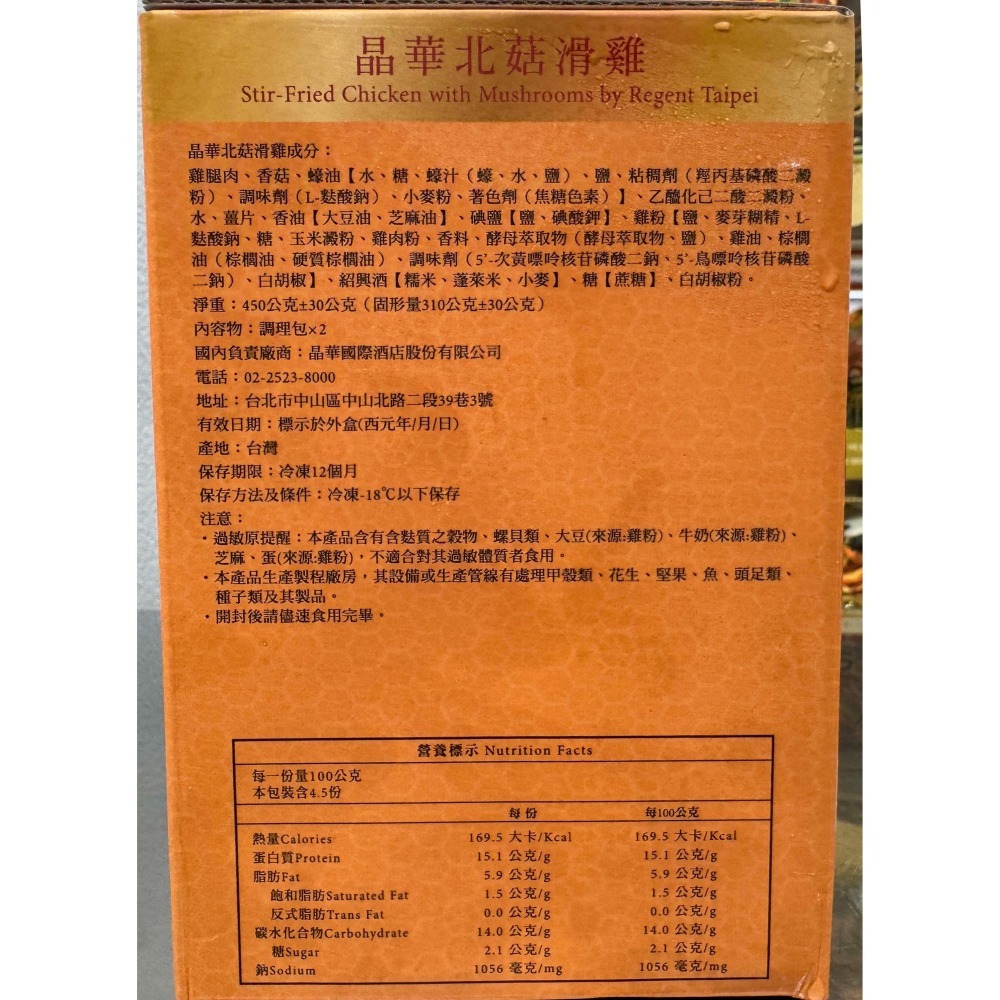 晶華北菇滑雞
Stir-Fried Chicken with Mushrooms by Regent Taipei
晶華北菇滑雞成分：
雞腿肉、香菇、蠔油【水、糖、蠔汁（蠔、水、鹽）、鹽、粘稠劑（羥丙基磷酸二澱
粉）、調味劑（L-麩酸鈉）、小麥粉、著色劑（焦糖色素）】、乙醯化己二酸二澱粉、
水、薑片、香油【大豆油、芝麻油】、碘鹽【鹽、碘酸鉀】、雞粉【鹽、麥芽糊精、L-
麩酸鈉、糖、玉米澱粉、雞肉粉、香料、酵母萃取物（酵母萃取物、鹽）、雞油、棕櫚
油（棕櫚油、硬質棕櫚油）、調味劑（5'-次黃嘌呤核苷磷酸二鈉、5'-鳥嘌呤核苷磷酸
二鈉）、白胡椒】、紹興酒【糯米、蓬萊米、小麥】、糖【蔗糖】、白胡椒粉。
淨重：450公克±30公克（固形量310公克±30公克）
內容物：調理包×2
國內負責廠商：晶華國際酒店股份有限公司
電話：02-2523-8000
地址：台北市中山區中山北路二段39巷3號
有效日期：標示於外盒(西元年/月/日)
產地：台灣
保存期限：冷凍12個月
保存方法及條件：冷凍-18℃以下保存
注意：
・過敏原提醒：本產品含有含麩質之穀物、螺貝類、大豆(來源:雞粉)、牛奶(來源:雞粉)、
芝麻、蛋(來源:雞粉)，不適合對其過敏體質者食用。
・本產品生產製程廠房，其設備或生產管線有處理甲殼類、花生、堅果、魚、頭足類、
種子類及其製品。
・開封後請儘速食用完畢。
營養標示 Nutrition Facts
每一份量100公克
本包裝含4.5份
每份 每100公克
熱量Calories 169.5 大卡/Kcal 169.5 大卡/Kcal
蛋白質Protein 15.1 公克/g 15.1 公克/g
脂肪Fat 5.9 公克/g 5.9 公克/g
飽和脂肪Saturated Fat 1.5 公克/g 1.5 公克/g
反式脂肪Trans Fat 0.0 公克/g 0.0 公克/g
碳水化合物Carbohydrate 14.0 公克/g 14.0 公克/g
糖Sugar 2.1 公克/g 2.1 公克/g
鈉Sodium 1056 毫克/mg 1056 毫克/mg